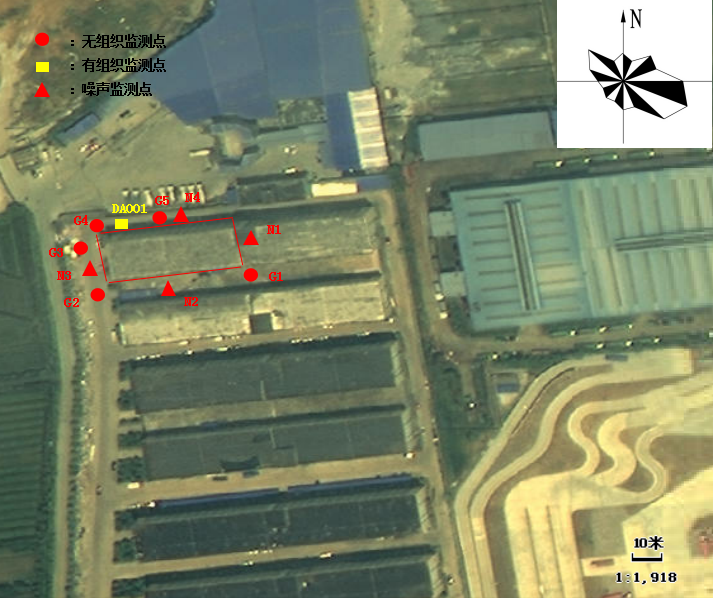 N
：无组织监测点
：有组织监测点
：噪声监测点
G5
N4
DA001
G4
N1
G3
N3
G1
G2
N2
10米
1:1,918